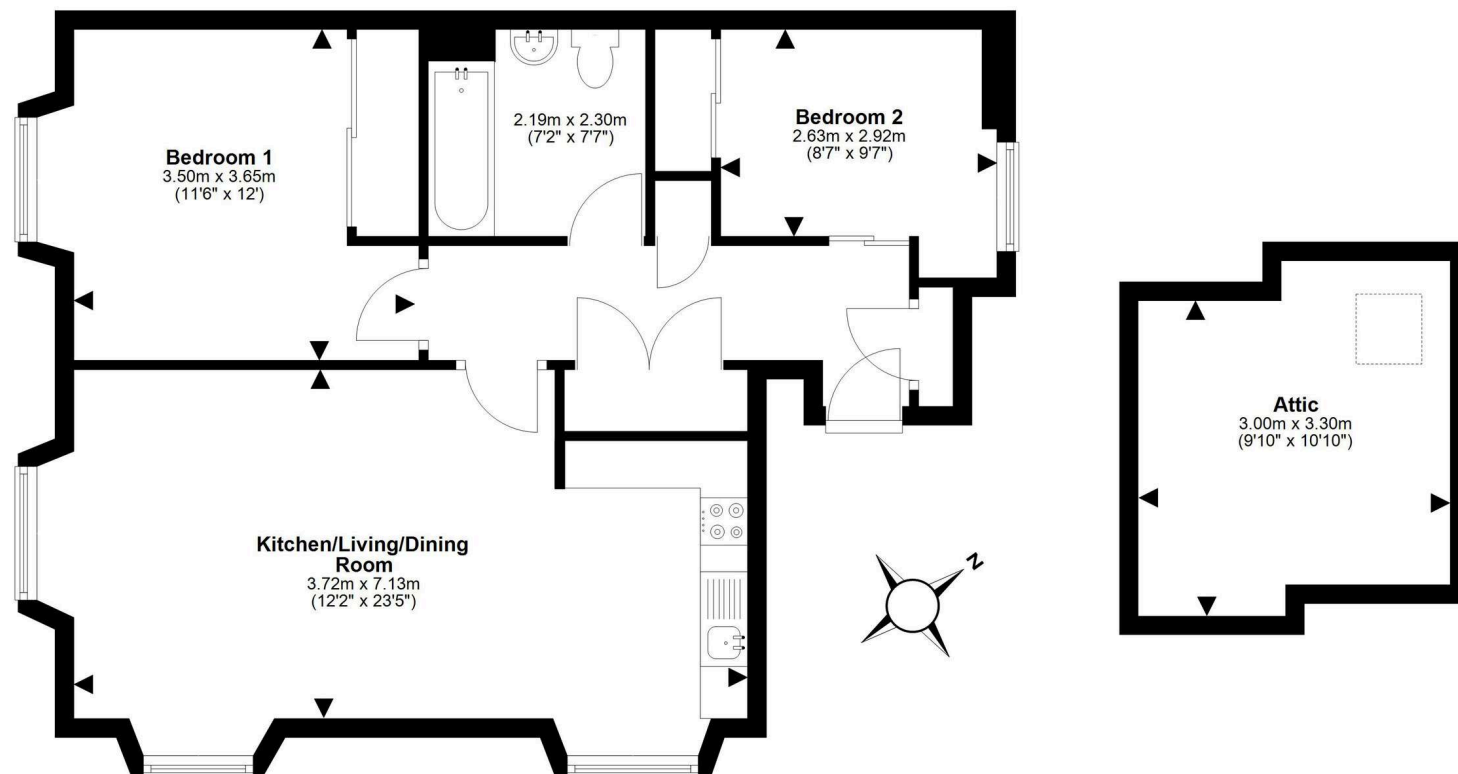 Bedroom 1
3.50m x 3.65m
(11'6" x 12')
2.19m x 2.30m
(7'2" x 7'7")
Bedroom 2
2.63m x 2.92m
(8'7" x 9'7")
Attic
3.00m x 3.30m
(9'10" x 10'10")
Kitchen/Living/Dining
Room
3.72m x 7.13m
(12'2" x 23'5")
N